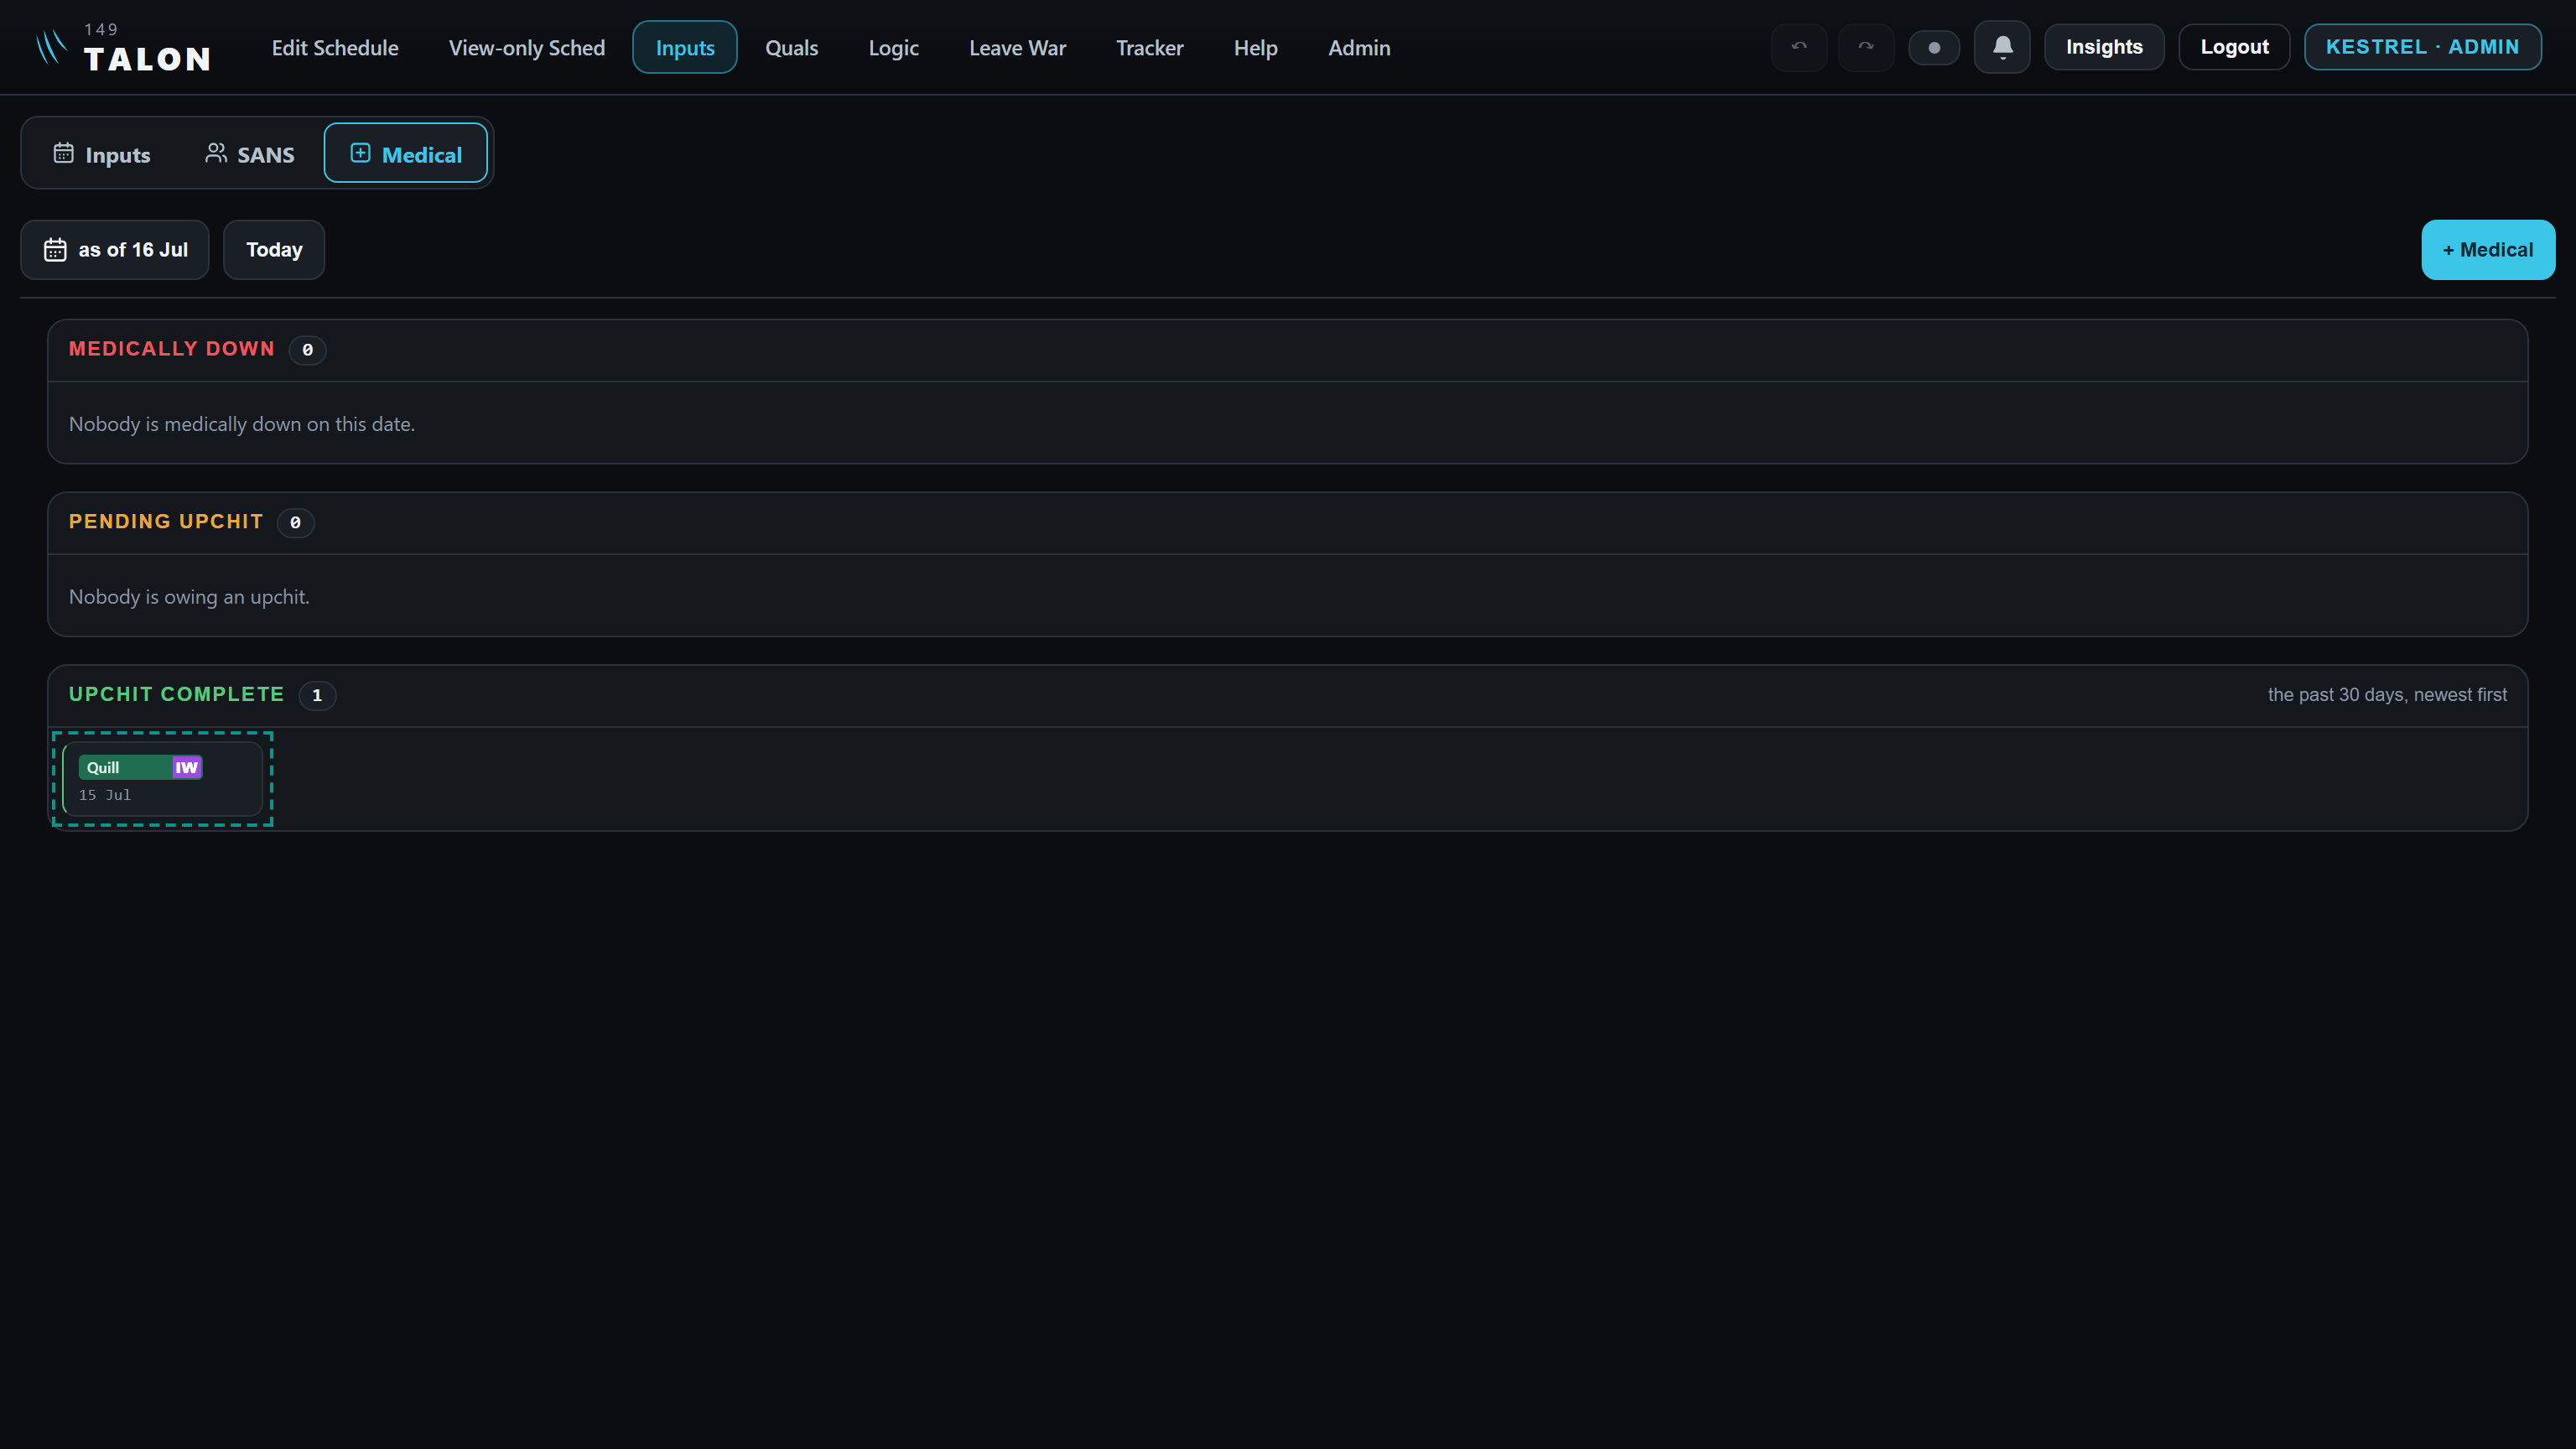 149
TALON
Edit Schedule
View-only Sched
Inputs
Quals
Logic
Leave War
Tracker
Help
Admin
Insights
Logout
KESTREL · ADMIN
Inputs
SANS
Medical
as of 16 Jul
Today
+ Medical
MEDICALLY DOWN 0
Nobody is medically down on this date.
PENDING UPCHIT 0
Nobody is owing an upchit.
UPCHIT COMPLETE 1
the past 30 days, newest first
Quill IW
15 Jul